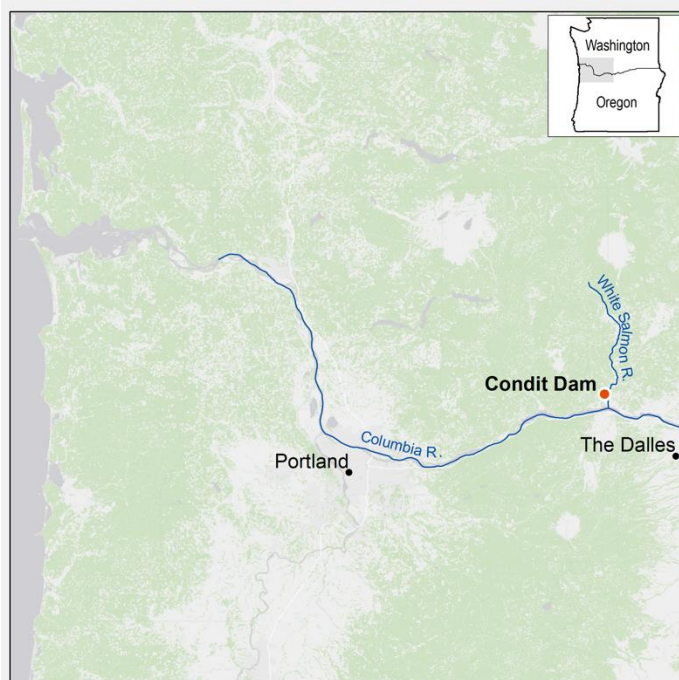 Washington
Oregon
White Salmon R.
Condit Dam
Columbia R.
The Dalles
Portland